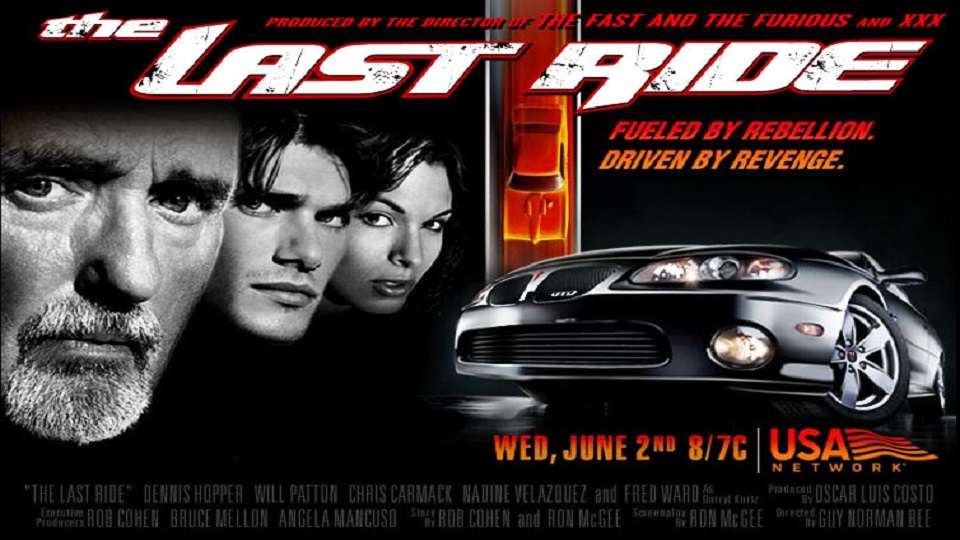 PRODUCED BY THE DIRECTOR OF THE FAST AND THE FURIOUS AND XXX
the LAST RIDE
FUELED BY REBELLION.
DRIVEN BY REVENGE.
GTO
WED, JUNE 2ND 8/7C
USA
NETWORK
"THE LAST RIDE" DENNIS HOPPER WILL PATTON CHRIS CARMACK NADINE VELAZQUEZ and FRED WARD As Darryl Kurtz Produced By OSCAR LUIS COSTO
Executive Producers ROB COHEN BRUCE MELLON ANGELA MANCUSO Story By ROB COHEN and RON McGEE Screenplay By RON McGEE Directed By GUY NORMAN BEE